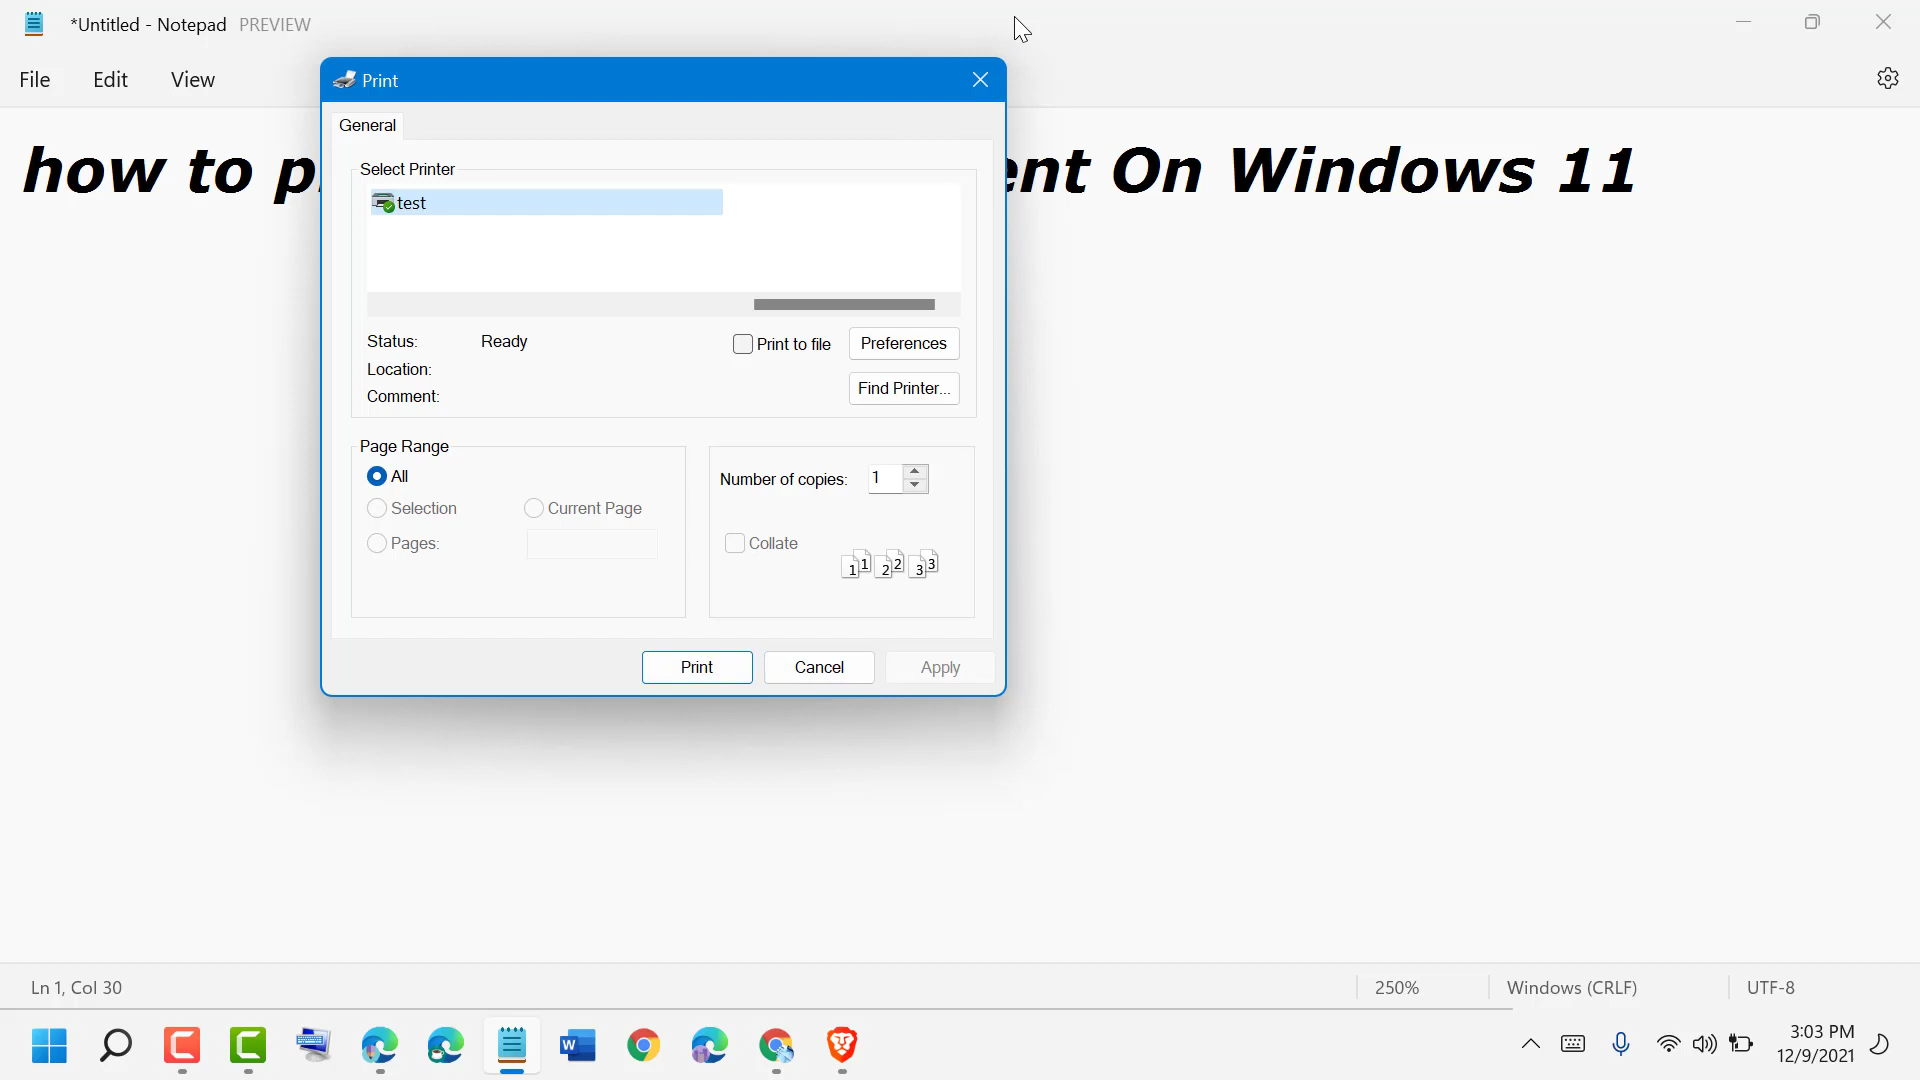 *Untitled - Notepad PREVIEW
File Edit View
Print
General
how to p
ent On Windows 11
Select Printer
test
Status: Ready
Print to file
Preferences
Location:
Find Printer...
Comment:
Page Range
All
Number of copies: 1
Selection
Current Page
Pages:
Collate
1 1 2 2 3 3
Print Cancel Apply
Ln 1, Col 30
250%
Windows (CRLF)
UTF-8
3:03 PM
12/9/2021